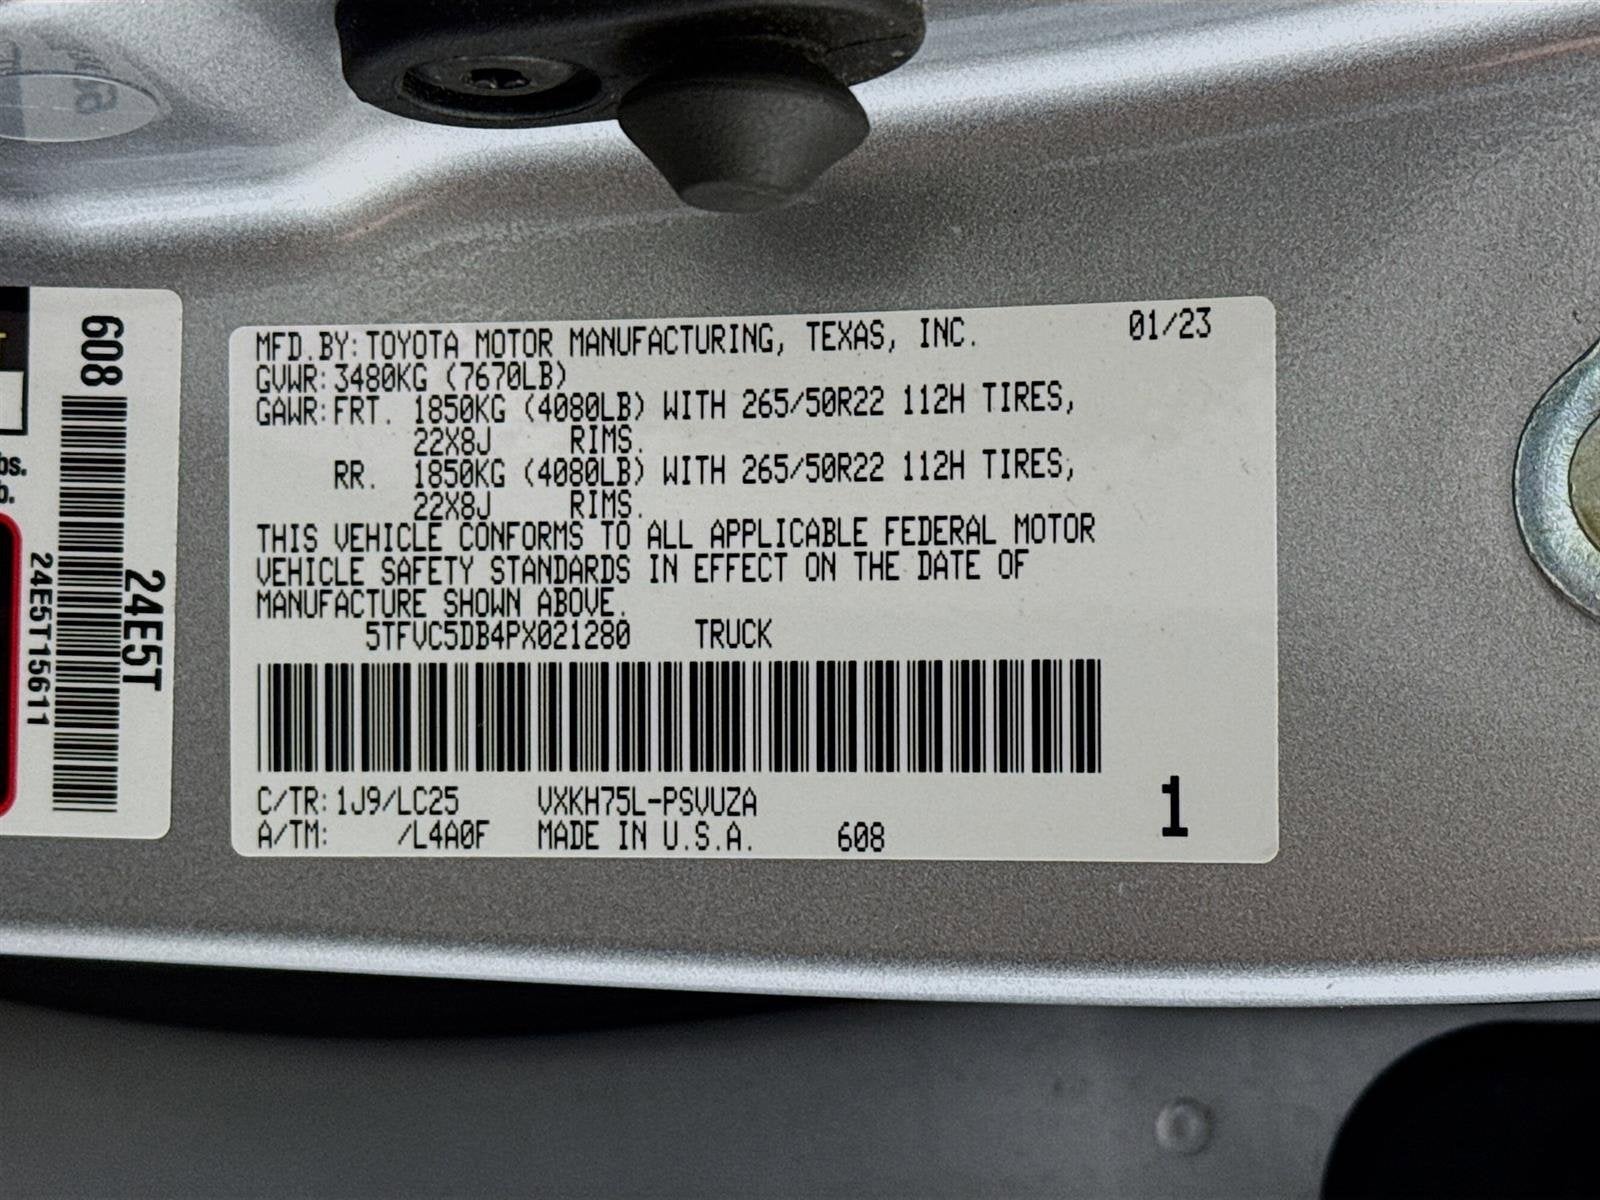 608
24E5T
24E5T15611
bs.
b.
MFD.BY:TOYOTA MOTOR MANUFACTURING, TEXAS, INC. 01/23
GVWR:3480KG (7670LB)
GAWR:FRT. 1850KG (4080LB) WITH 265/50R22 112H TIRES,
22X8J RIMS.
RR. 1850KG (4080LB) WITH 265/50R22 112H TIRES,
22X8J RIMS.
THIS VEHICLE CONFORMS TO ALL APPLICABLE FEDERAL MOTOR
VEHICLE SAFETY STANDARDS IN EFFECT ON THE DATE OF
MANUFACTURE SHOWN ABOVE.
5TFVC5DB4PX021280 TRUCK
C/TR:1J9/LC25 VXKH75L-PSVUZA
A/TM: /L4A0F MADE IN U.S.A. 608
1